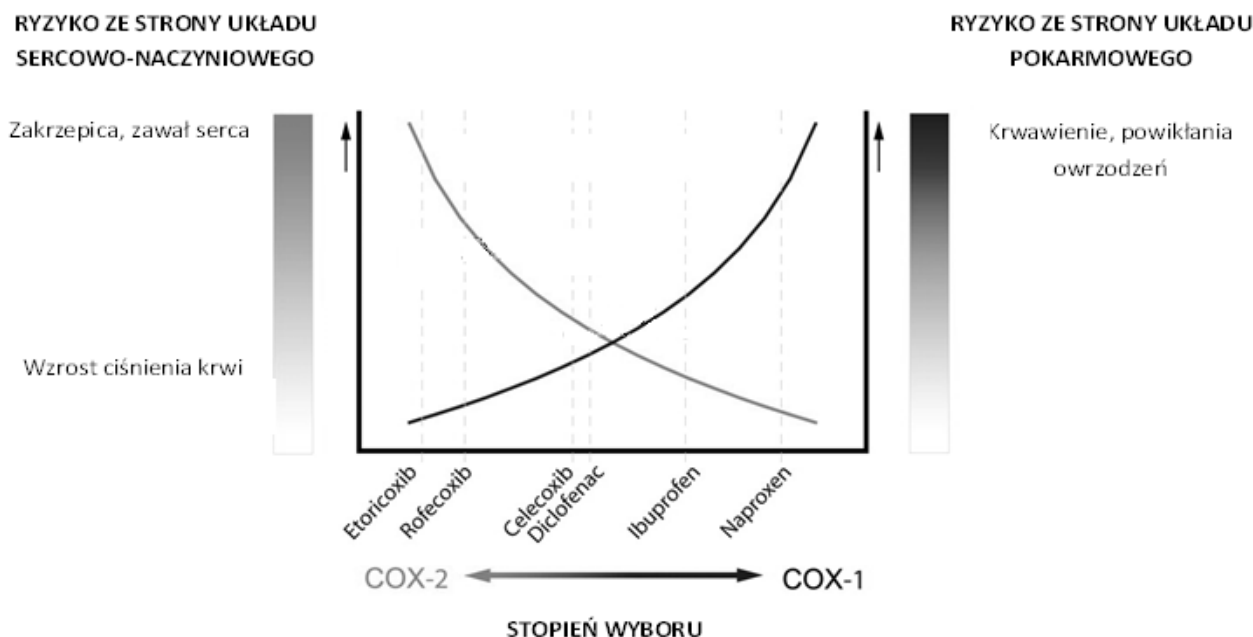 RYZYKO ZE STRONY UKŁADU
SERCOWO-NACZYNIOWEGO
RYZYKO ZE STRONY UKŁADU
POKARMOWEGO
Zakrzepica, zawał serca
Krwawienie, powikłania
owrzodzeń
Wzrost ciśnienia krwi
Etoricoxib
Rofecoxib
Celecoxib
Diclofenac
Ibuprofen
Naproxen
COX-2
COX-1
STOPIEŃ WYBORU